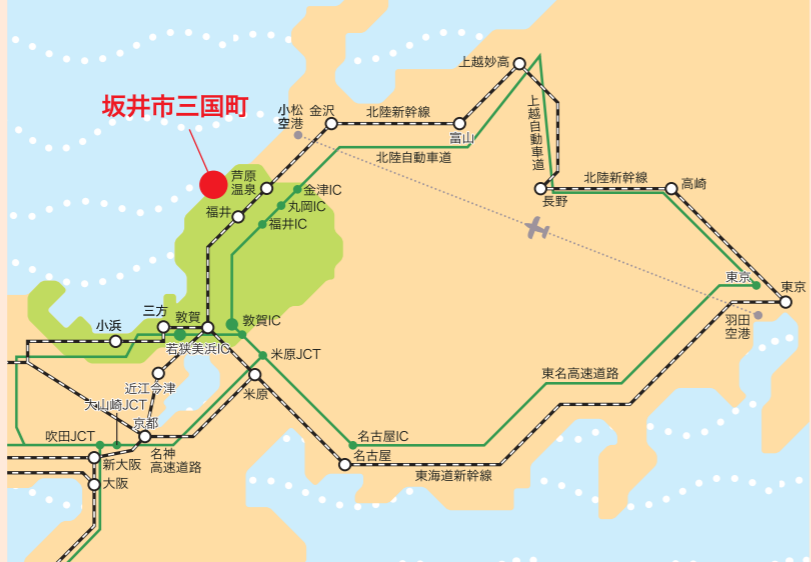 上越妙高
坂井市三国町
小松
空港
金沢
北陸新幹線
富山
上越自動車道
北陸自動車道
芦原
温泉
金津IC
丸岡IC
福井
福井IC
北陸新幹線
長野
高崎
東京
東京
羽田
空港
三方
敦賀
敦賀IC
小浜
若狭美浜IC
米原JCT
近江今津
米原
大山崎JCT
京都
吹田JCT
名神
高速道路
新大阪
大阪
東名高速道路
名古屋IC
名古屋
東海道新幹線